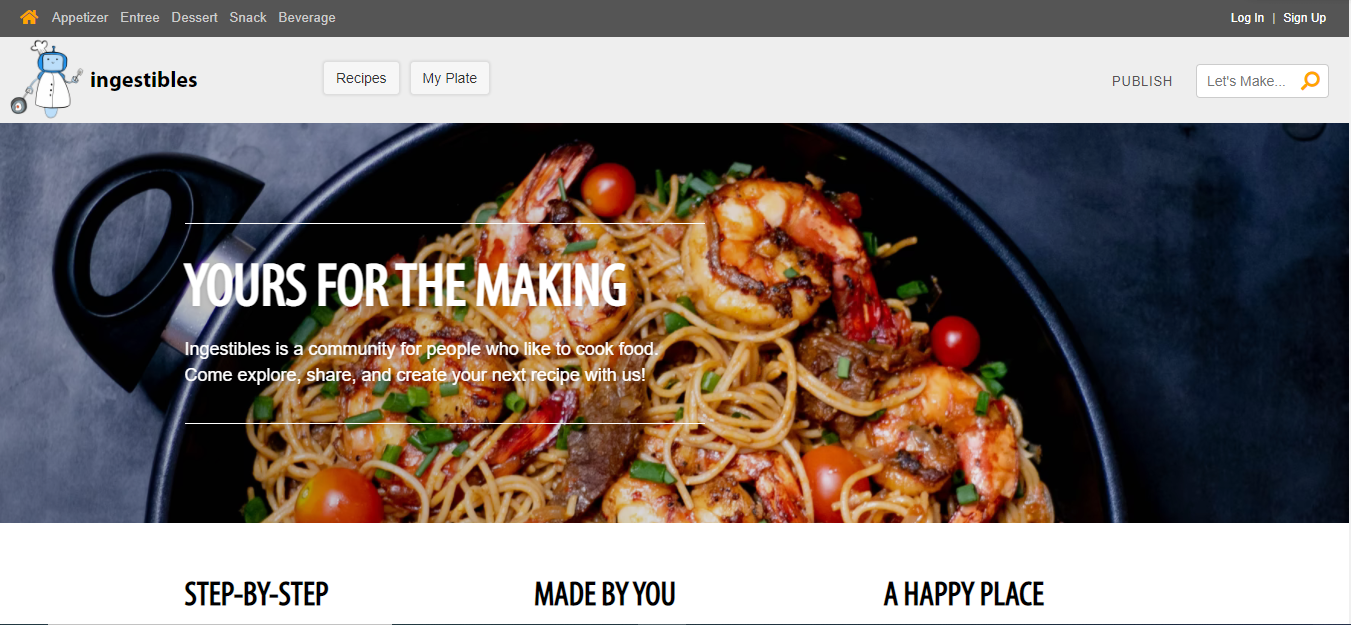 Appetizer Entree Dessert Snack Beverage
Log In | Sign Up
ingestibles
Recipes
My Plate
PUBLISH
Let's Make...
YOURS FOR THE MAKING
Ingestibles is a community for people who like to cook food.
Come explore, share, and create your next recipe with us!
STEP-BY-STEP
MADE BY YOU
A HAPPY PLACE